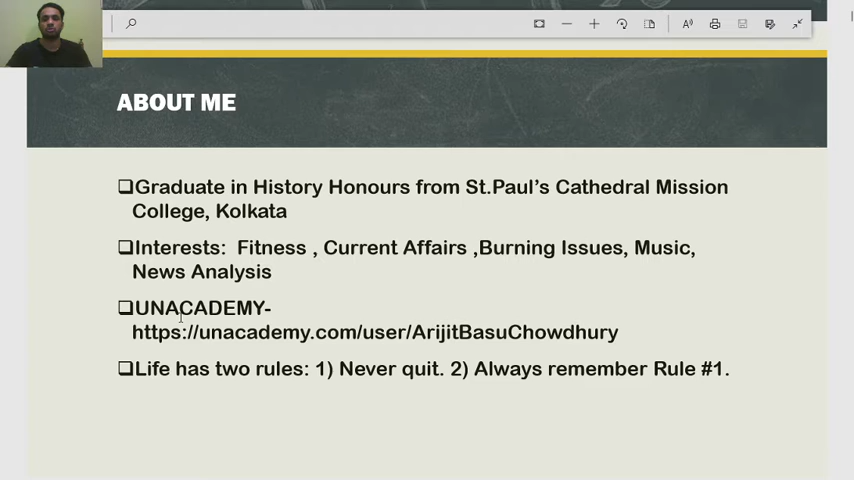 ABOUT ME
❑Graduate in History Honours from St.Paul's Cathedral Mission
College, Kolkata
❑Interests:  Fitness , Current Affairs ,Burning Issues, Music,
News Analysis
❑UNACADEMY-
https://unacademy.com/user/ArijitBasuChowdhury
❑Life has two rules: 1) Never quit. 2) Always remember Rule #1.